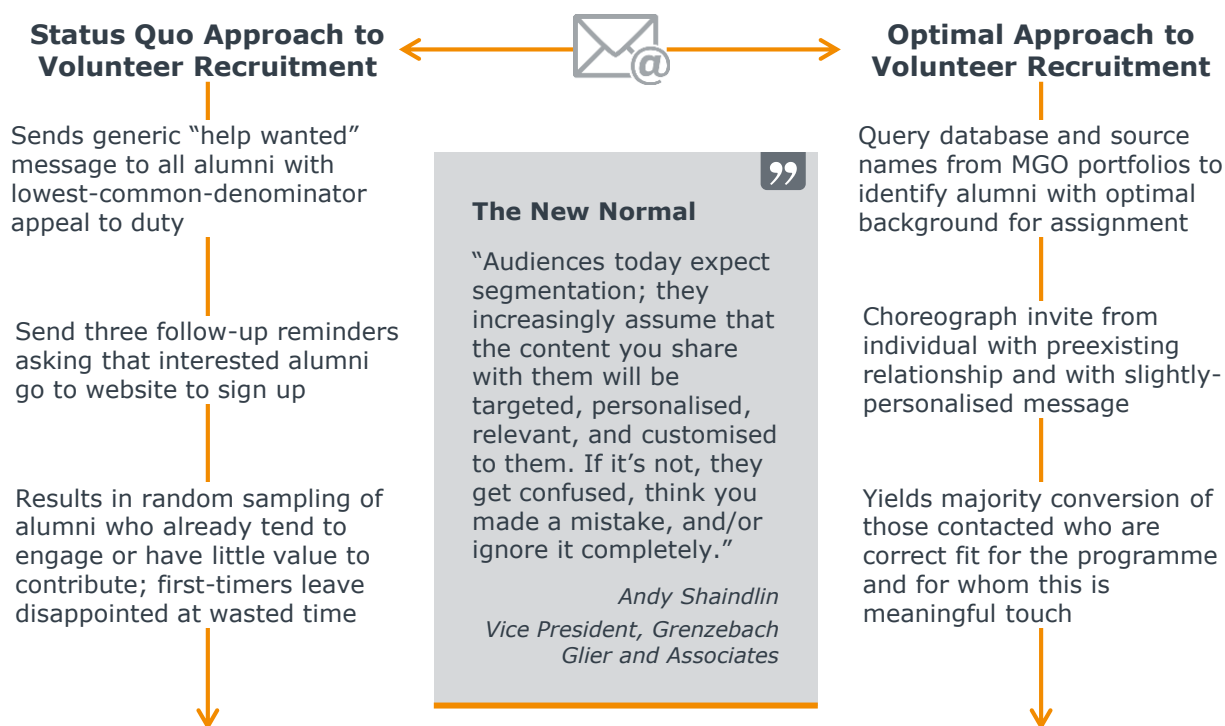 Status Quo Approach to
Volunteer Recruitment
Sends generic “help wanted”
message to all alumni with
lowest-common-denominator
appeal to duty
Send three follow-up reminders
asking that interested alumni
go to website to sign up
Results in random sampling of
alumni who already tend to
engage or have little value to
contribute; first-timers leave
disappointed at wasted time
@
”
The New Normal
“Audiences today expect
segmentation; they
increasingly assume that
the content you share
with them will be
targeted, personalised,
relevant, and customised
to them. If it’s not, they
get confused, think you
made a mistake, and/or
ignore it completely.”
Andy Shaindlin
Vice President, Grenzebach
Glier and Associates
Optimal Approach to
Volunteer Recruitment
Query database and source
names from MGO portfolios to
identify alumni with optimal
background for assignment
Choreograph invite from
individual with preexisting
relationship and with slightly-
personalised message
Yields majority conversion of
those contacted who are
correct fit for the programme
and for whom this is
meaningful touch